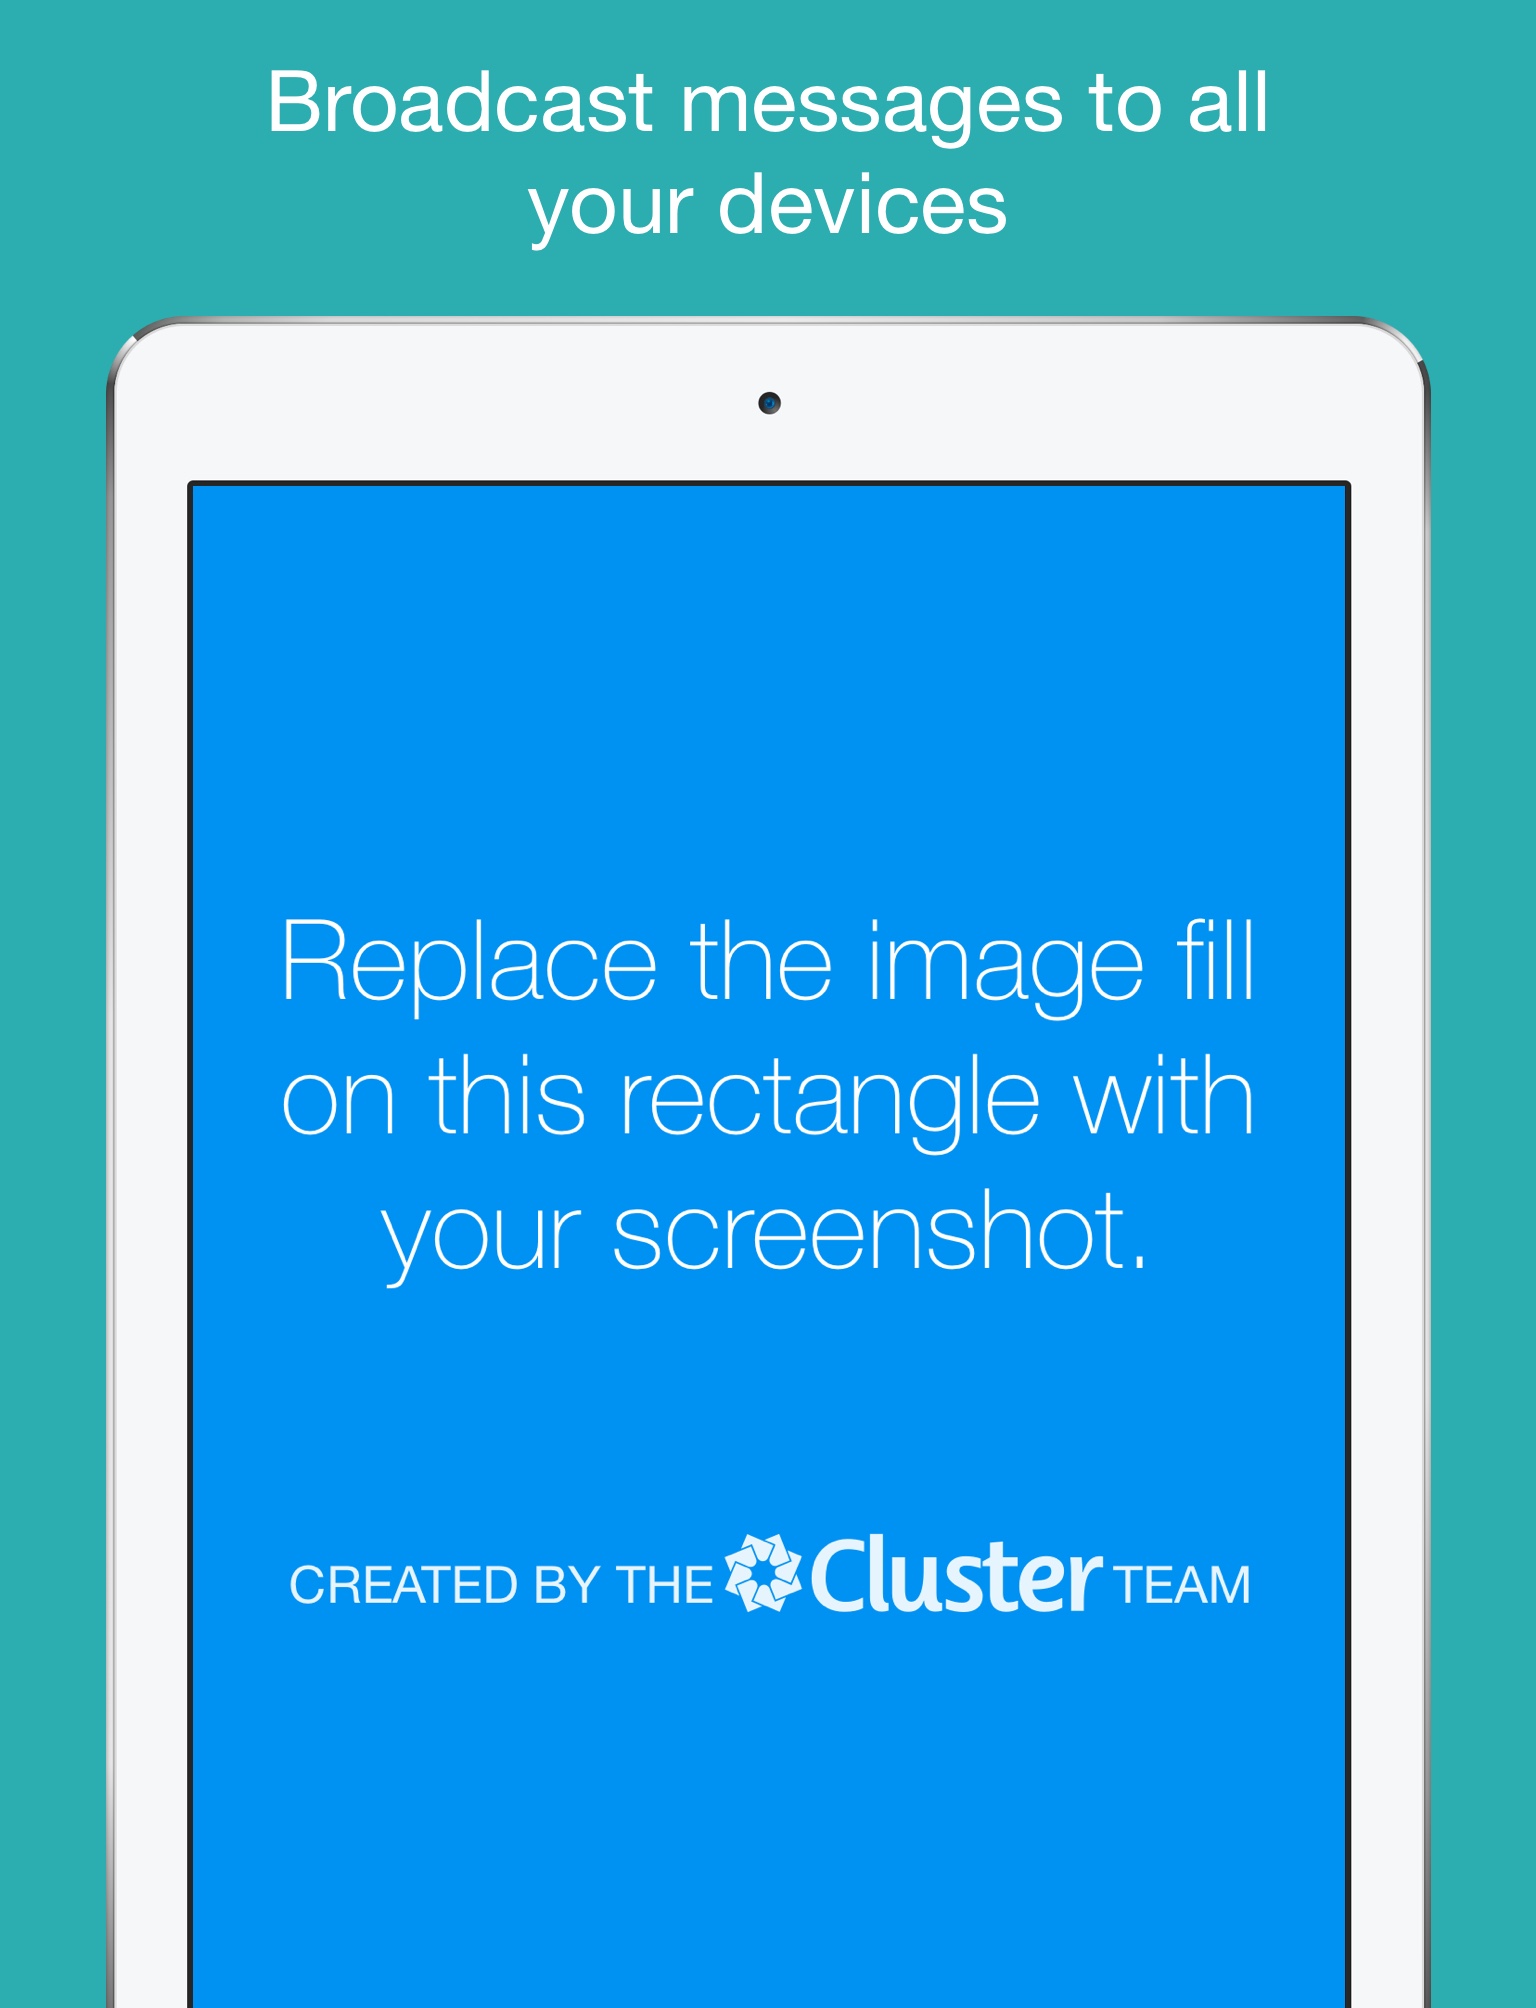 Broadcast messages to all
your devices
Replace the image fill
on this rectangle with
your screenshot.
CREATED BY THE Cluster TEAM